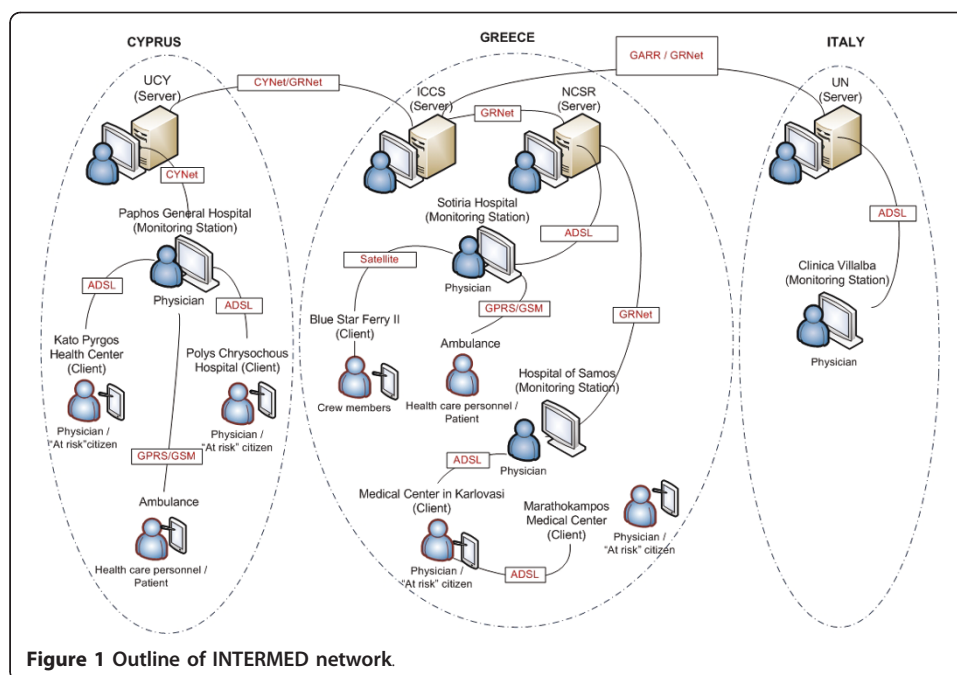 CYPRUS
GREECE
ITALY
UCY
(Server)
CYNet/GRNet
ICCS
(Server)
GRNet
NCSR
(Server)
GARR / GRNet
UN
(Server)
CYNet
Paphos General Hospital
(Monitoring Station)
Physician
ADSL
ADSL
Kato Pyrgos
Health Center
(Client)
Physician /
"At risk"citizen
Polys Chrysochous
Hospital (Client)
Physician /
"At risk" citizen
GPRS/GSM
Ambulance
Health care personnel /
Patient
Sotiria Hospital
(Monitoring Station)
Physician
ADSL
Satellite
Blue Star Ferry II
(Client)
Crew members
GPRS/GSM
Ambulance
Health care personnel /
Patient
GRNet
Hospital of Samos
(Monitoring Station)
Physician
ADSL
Medical Center in Karlovasi
(Client)
Physician /
"At risk" citizen
ADSL
Marathokampos
Medical Center
(Client)
Physician /
"At risk" citizen
ADSL
Clinica Villalba
(Monitoring Station)
Physician
Figure 1 Outline of INTERMED network.